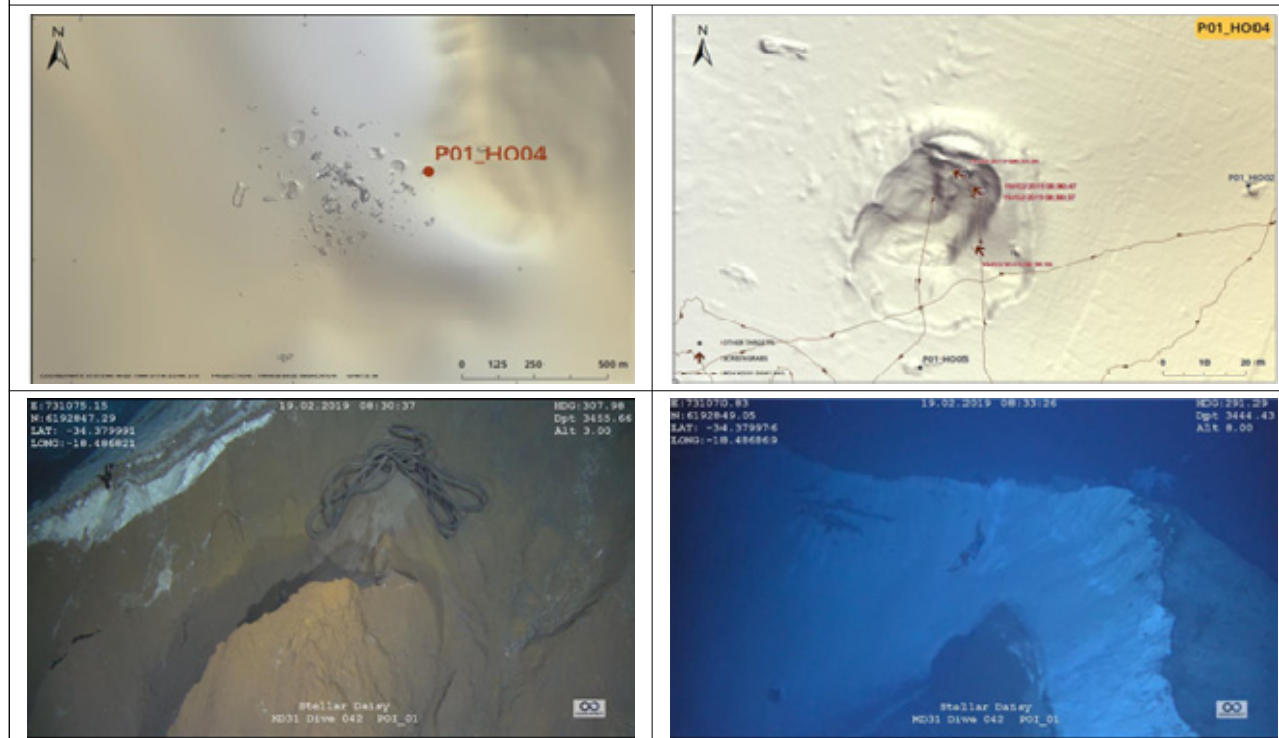 N
P01_HO04
0 125 250 500 m
N
P01_HO04
P01_HO02
P01_HO05
0 10 20 m
E:731075.15
19.02.2019 08:30:37
HDG:307.98
N:6192847.29
Dpt 3455.66
LAT: -34.379991
Alt 3.00
LONG:-18.486821
Stellar Daisy
MD31 Dive 042 POI_01
E:731070.83
19.02.2019 08:33:26
HDG:291.29
N:6192849.05
Dpt 3444.43
LAT: -34.379976
Alt 8.00
LONG:-18.486869
Stellar Daisy
MD31 Dive 042 POI_01